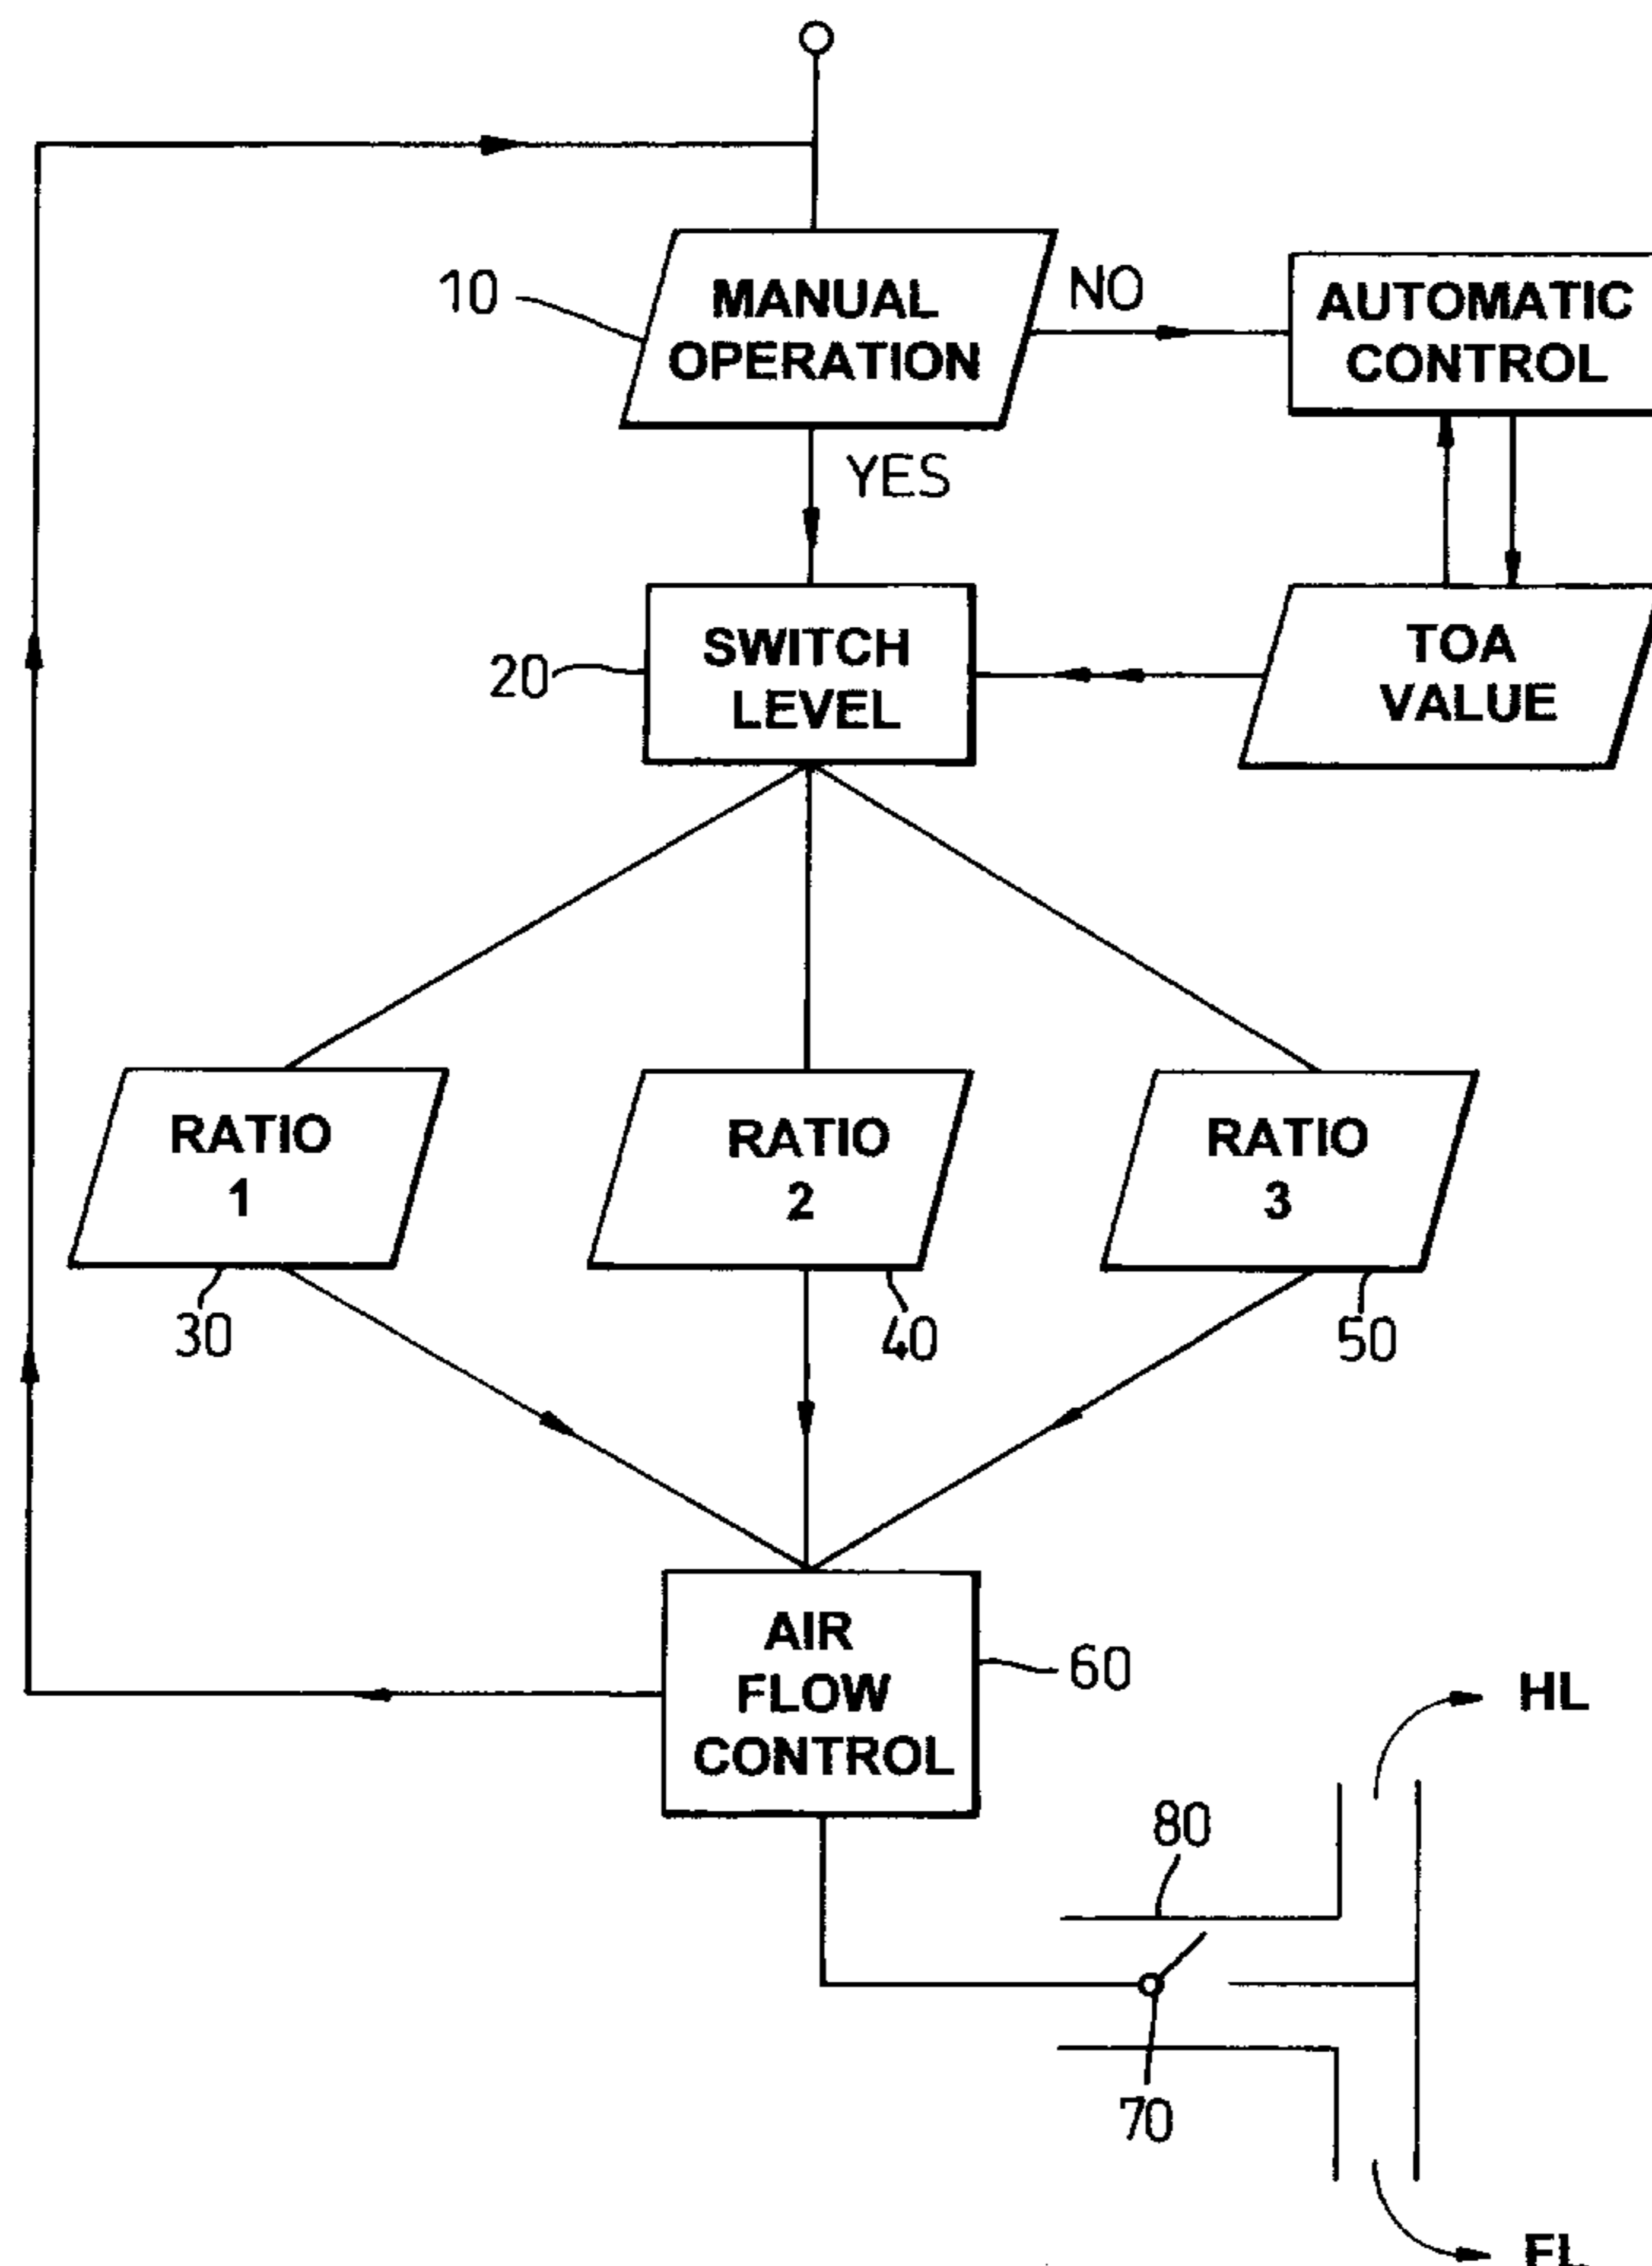 10
MANUAL
OPERATION
NO
AUTOMATIC
CONTROL
YES
20
SWITCH
LEVEL
TOA
VALUE
RATIO
1
RATIO
2
RATIO
3
30
40
50
AIR
FLOW
CONTROL
60
HL
80
70
FL